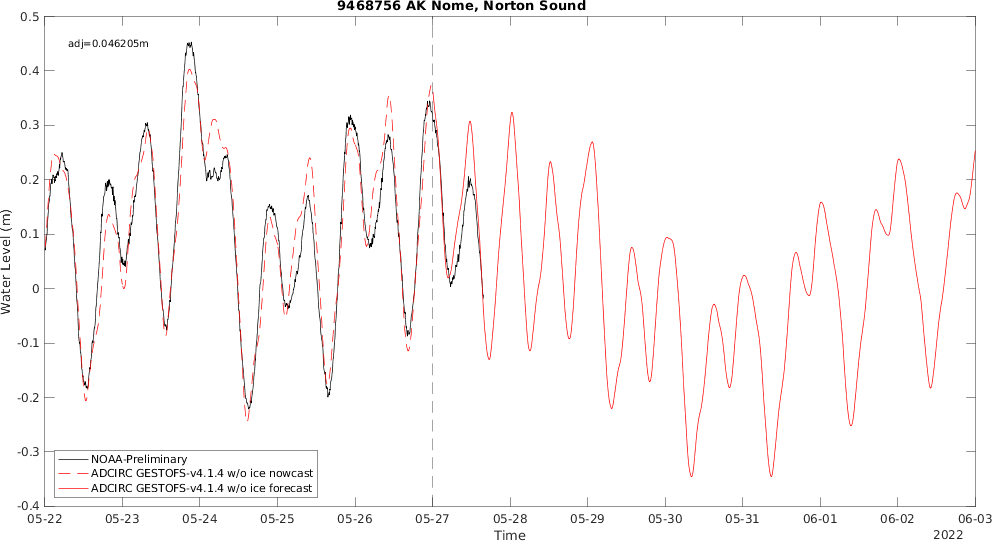 9468756 AK Nome, Norton Sound
adj=0.046205m
0.5
0.4
0.3
0.2
0.1
0
-0.1
-0.2
-0.3
-0.4
Water Level (m)
NOAA-Preliminary
ADCIRC GESTOFS-v4.1.4 w/o ice nowcast
ADCIRC GESTOFS-v4.1.4 w/o ice forecast
05-22 05-23 05-24 05-25 05-26 05-27 05-28 05-29 05-30 05-31 06-01 06-02 06-03
Time
2022